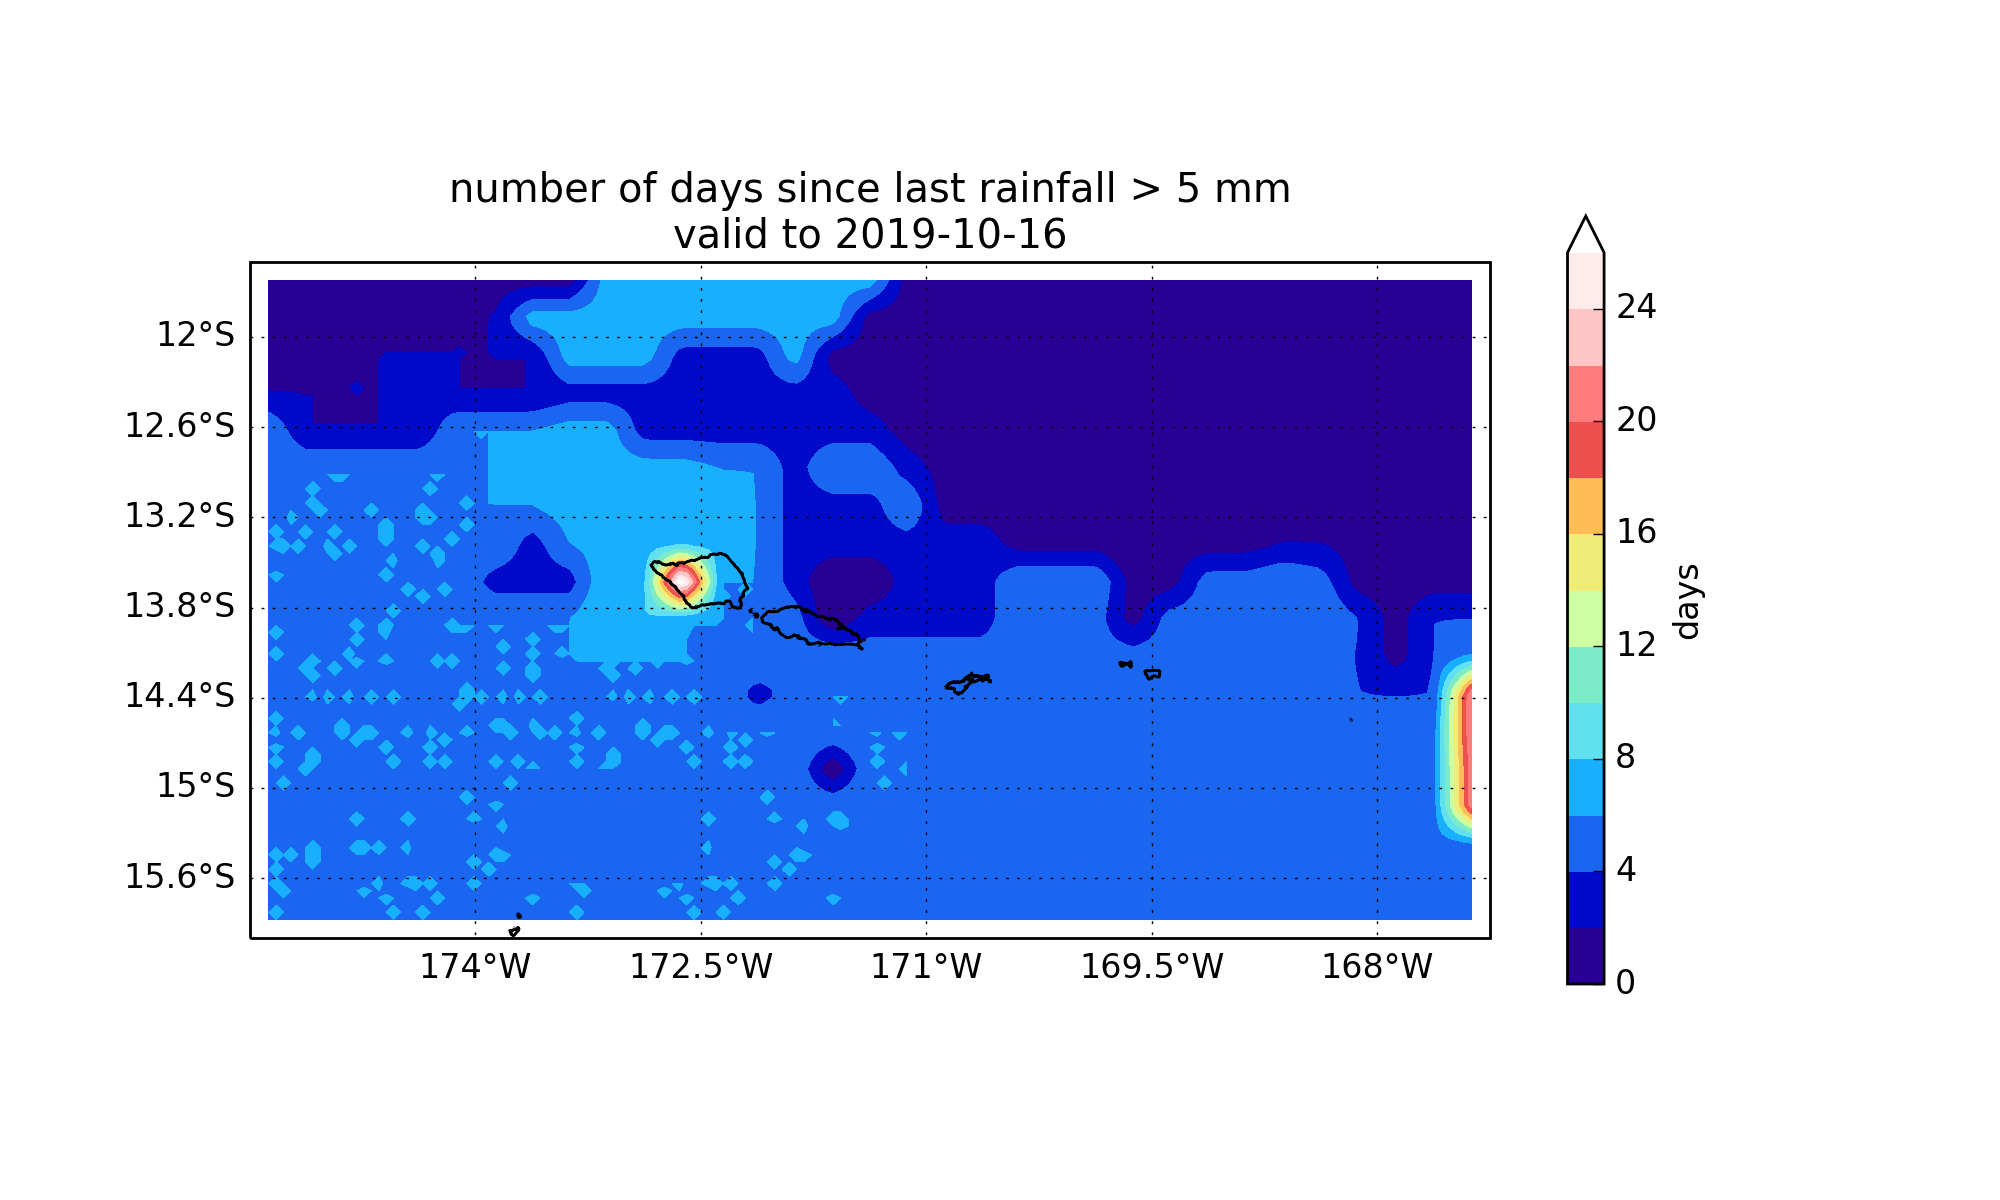 number of days since last rainfall > 5 mm
valid to 2019-10-16
12°S
12.6°S
13.2°S
13.8°S
14.4°S
15°S
15.6°S
174°W
172.5°W
171°W
169.5°W
168°W
24
20
16
12
8
4
0
days